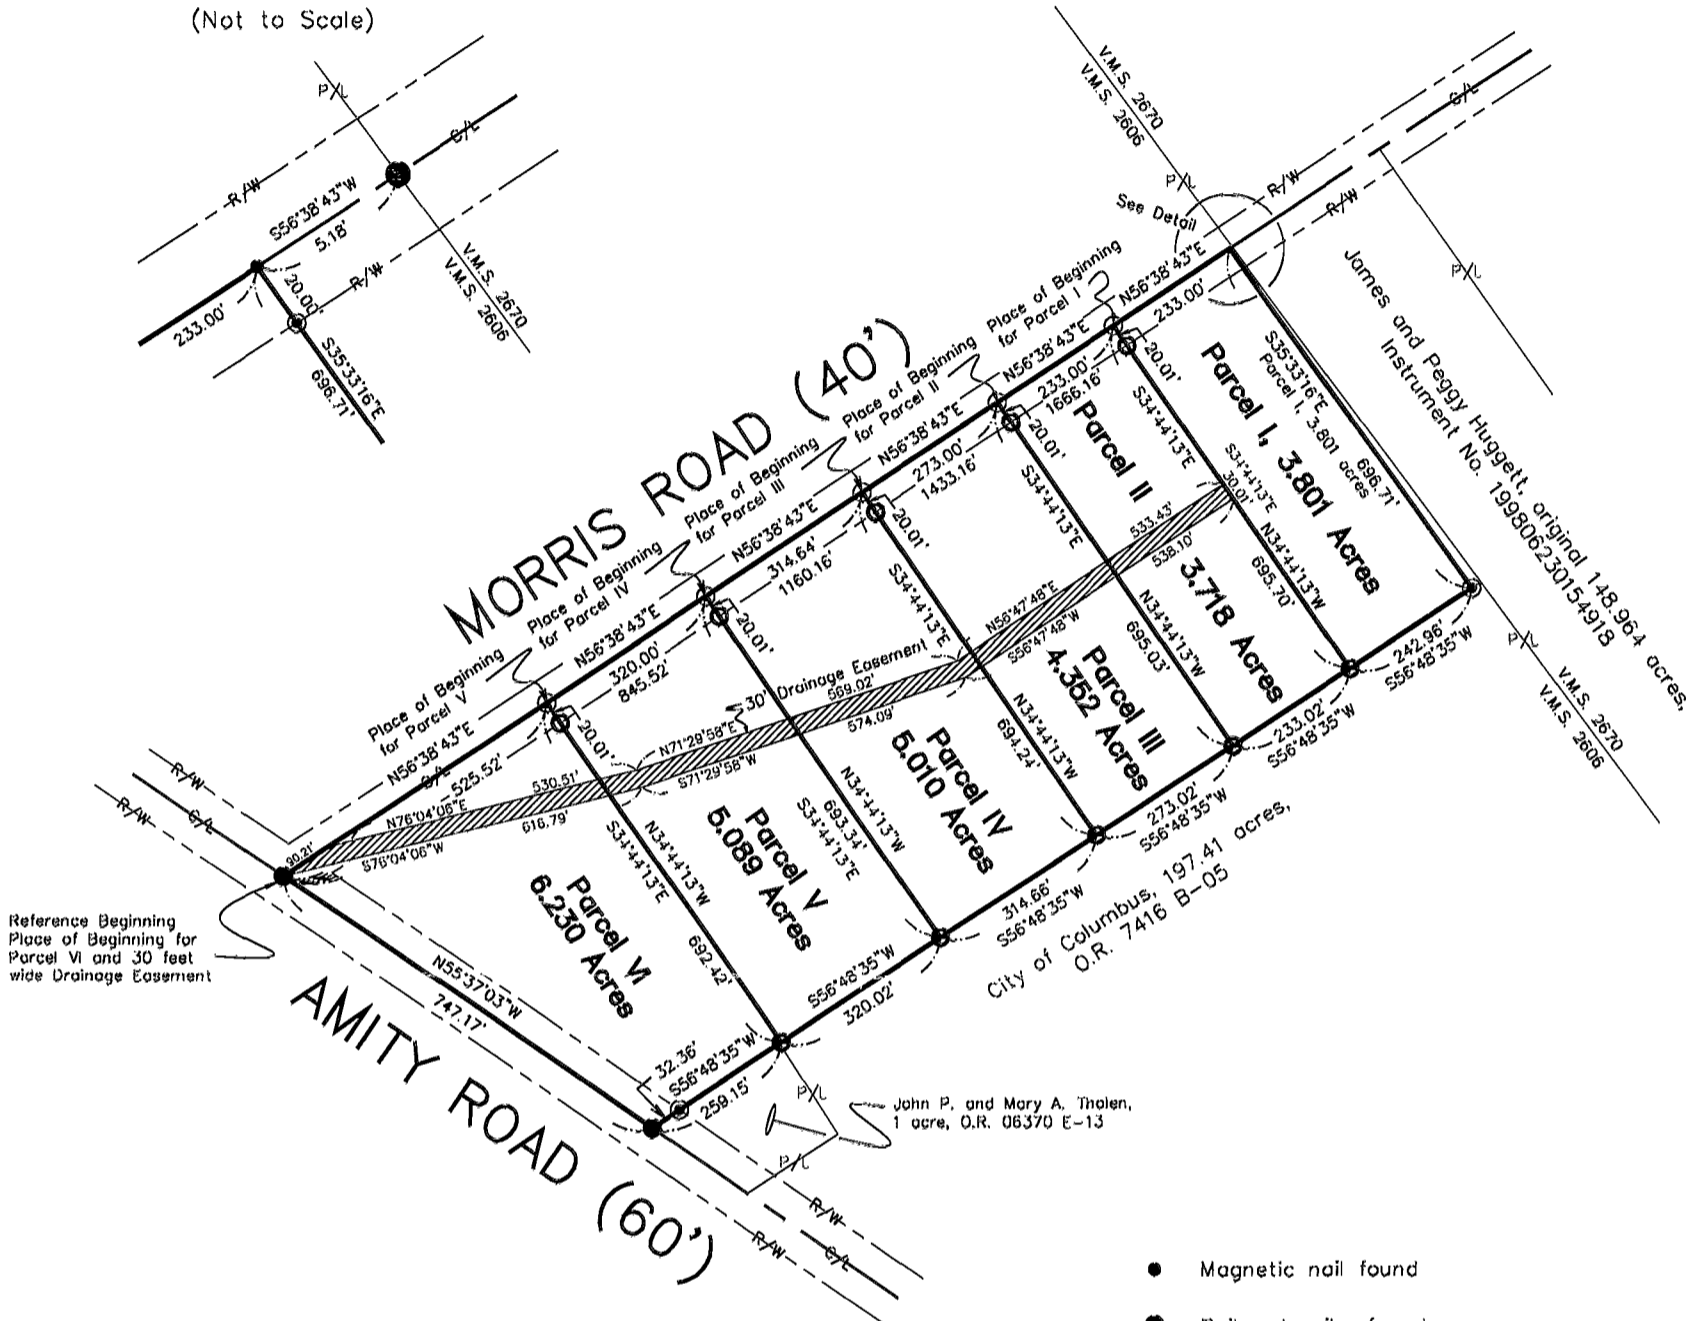 (Not to Scale)
P/L
C/L
R/W
S56°38'43"W
5.18'
R/W
V.M.S. 2670
V.M.S. 2606
20.00'
233.00'
S35°33'16"E
696.71'
V.M.S. 2670
V.M.S. 2606
P/L
See Detail
R/W
R/W
C/L
P/L
James and Peggy Huggett, original 148.964 acres,
Instrument No. 199806230154918
MORRIS ROAD (40')
Place of Beginning
for Parcel I
Place of Beginning
for Parcel II
Place of Beginning
for Parcel III
Place of Beginning
for Parcel IV
Place of Beginning
for Parcel V
N56°38'43"E
233.00'
N56°38'43"E
233.00'
1666.16'
N56°38'43"E
273.00'
1433.16'
N56°38'43"E
314.64'
1160.16'
N56°38'43"E
320.00'
845.52'
N56°38'43"E
C/L
525.52'
20.01'
20.01'
20.01'
20.01'
20.01'
Parcel I, 3.801 Acres
S35°33'16"E
Parcel I, 3.801 acres
696.71'
S34°44'13"E
S34°44'13"E
30.01'
N34°44'13"W
695.70'
Parcel II
3.718 Acres
S34°44'13"E
N34°44'13"W
695.03'
533.43'
538.10'
N56°47'48"E
S56°47'48"W
Parcel III
4.352 Acres
S34°44'13"E
N34°44'13"W
694.24'
30' Drainage Easement
569.02'
574.09'
N71°29'58"E
S71°29'58"W
Parcel IV
5.010 Acres
N34°44'13"W
693.34'
S34°44'13"E
Parcel V
5.089 Acres
N34°44'13"W
S34°44'13"E
692.42'
530.51'
616.79'
N76°04'06"E
S76°04'06"W
90.21'
Parcel VI
6.230 Acres
242.96'
S56°48'35"W
233.02'
S56°48'35"W
273.02'
S56°48'35"W
314.66'
S56°48'35"W
S56°48'35"W
320.02'
32.36'
S56°48'35"W
259.15'
P/L
V.M.S. 2670
V.M.S. 2606
City of Columbus, 197.41 acres,
O.R. 7416 B-05
R/W
C/L
R/W
Reference Beginning
Place of Beginning for
Parcel VI and 30 feet
wide Drainage Easement
N55°37'03"W
747.17'
AMITY ROAD (60')
P/L
P/L
John P. and Mary A. Thalen,
1 acre, O.R. 06370 E-13
R/W
R/W
C/L
Magnetic nail found